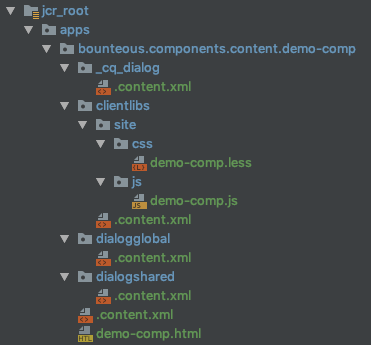 jcr_root
apps
bounteous.components.content.demo-comp
_cq_dialog
.content.xml
clientlibs
site
css
demo-comp.less
js
demo-comp.js
.content.xml
dialogglobal
.content.xml
dialogshared
.content.xml
.content.xml
demo-comp.html